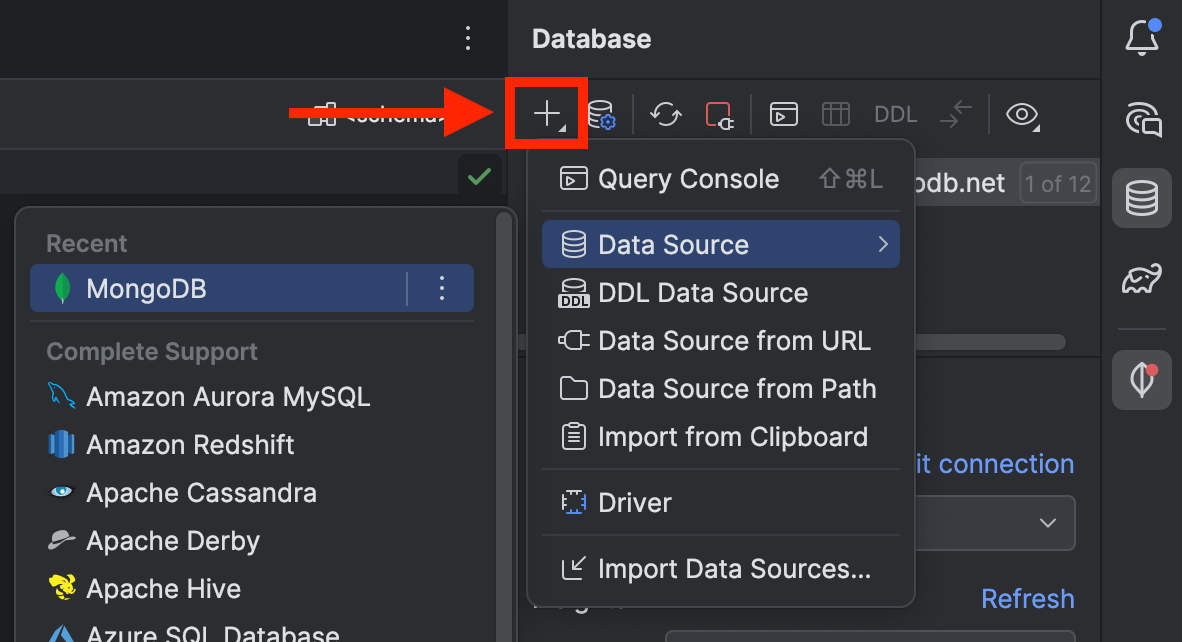 Database
<schema>
DDL
Query Console ⇧⌘L
odb.net 1 of 12
Recent
MongoDB
Complete Support
Amazon Aurora MySQL
Amazon Redshift
Apache Cassandra
Apache Derby
Apache Hive
Azure SQL Database
Data Source
DDL Data Source
Data Source from URL
Data Source from Path
Import from Clipboard
Driver
Import Data Sources...
it connection
Refresh